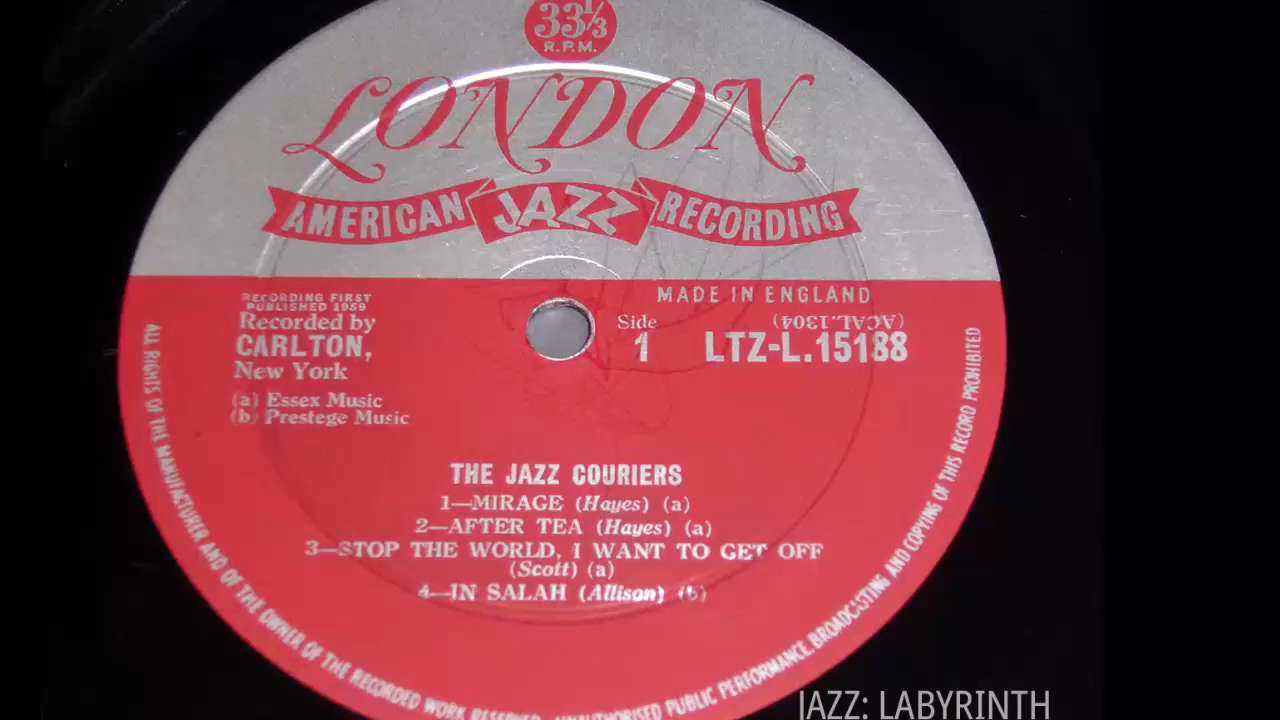 33⅓
R.P.M.
LONDON
AMERICAN JAZZ RECORDING
RECORDING FIRST
PUBLISHED 1959
Recorded by
CARLTON,
New York
(a) Essex Music
(b) Prestege Music
MADE IN ENGLAND
(ACAL.1304)
Side
1
LTZ-L.15188
THE JAZZ COURIERS
1—MIRAGE (Hayes) (a)
2—AFTER TEA (Hayes) (a)
3—STOP THE WORLD, I WANT TO GET OFF
(Scott) (a)
4—IN SALAH (Allison) (b)
ALL RIGHTS OF THE MANUFACTURER AND OF THE OWNER OF THE RECORDED WORK RESERVED. UNAUTHORISED PUBLIC PERFORMANCE, BROADCASTING AND COPYING OF THIS RECORD PROHIBITED
JAZZ: LABYRINTH